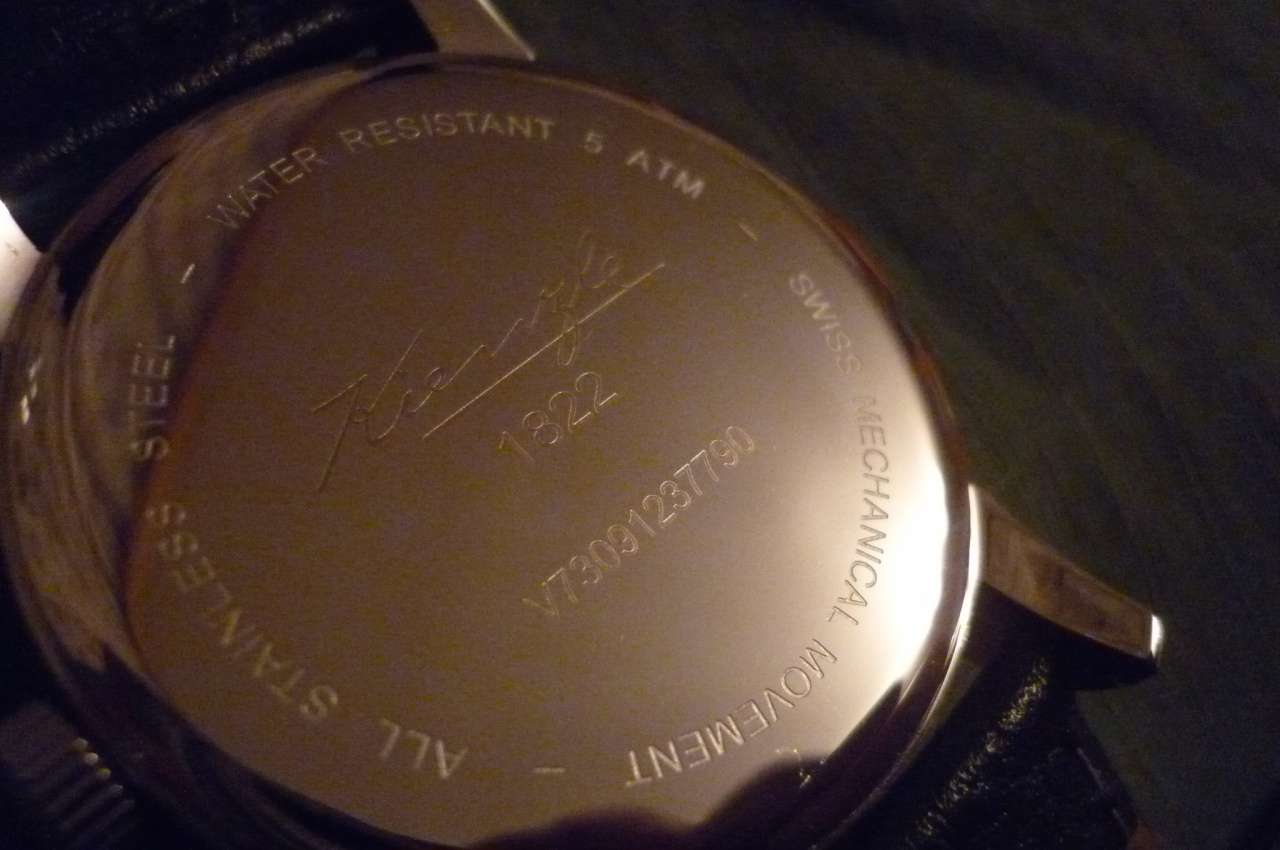 WATER RESISTANT 5 ATM - SWISS MECHANICAL MOVEMENT - ALL STAINLESS STEEL -
Kienzle
1822
V73091237790